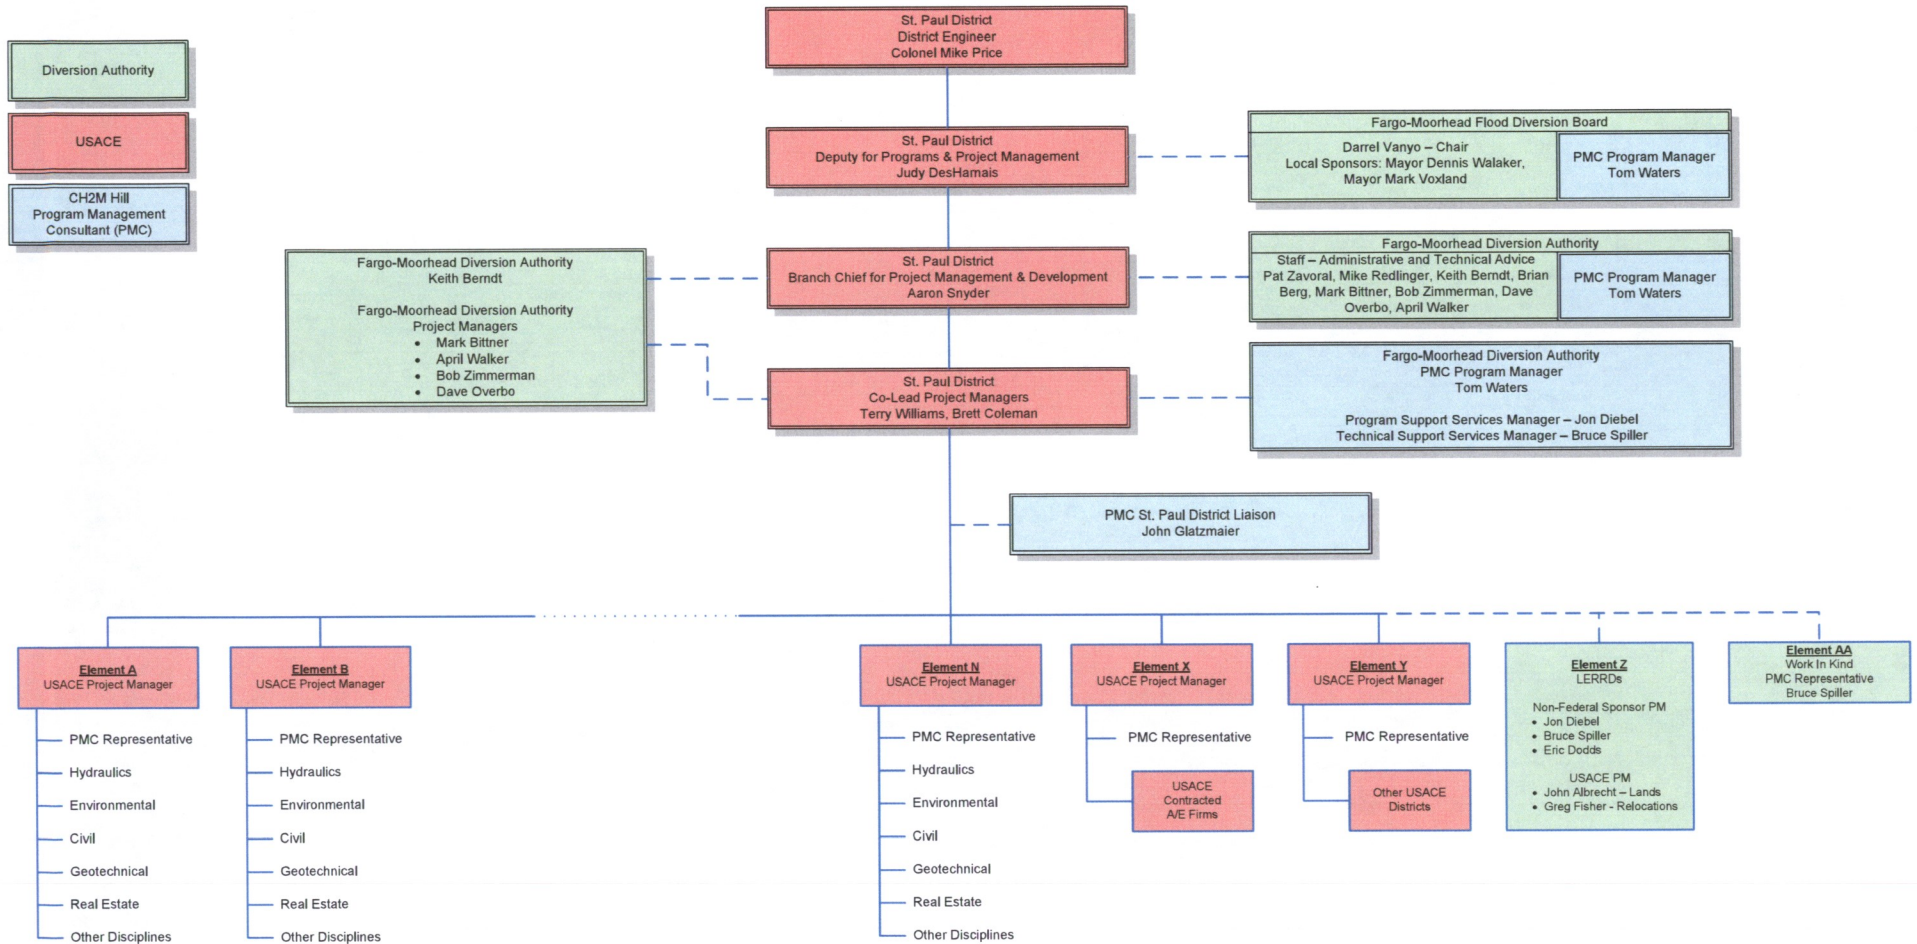 Diversion Authority
USACE
CH2M Hill
Program Management
Consultant (PMC)
St. Paul District
District Engineer
Colonel Mike Price
St. Paul District
Deputy for Programs & Project Management
Judy DesHarnais
Fargo-Moorhead Flood Diversion Board
Darrel Vanyo – Chair
Local Sponsors: Mayor Dennis Walaker,
Mayor Mark Voxland
PMC Program Manager
Tom Waters
Fargo-Moorhead Diversion Authority
Keith Berndt
Fargo-Moorhead Diversion Authority
Project Managers
• Mark Bittner
• April Walker
• Bob Zimmerman
• Dave Overbo
St. Paul District
Branch Chief for Project Management & Development
Aaron Snyder
Fargo-Moorhead Diversion Authority
Staff – Administrative and Technical Advice
Pat Zavoral, Mike Redlinger, Keith Berndt, Brian
Berg, Mark Bittner, Bob Zimmerman, Dave
Overbo, April Walker
PMC Program Manager
Tom Waters
St. Paul District
Co-Lead Project Managers
Terry Williams, Brett Coleman
Fargo-Moorhead Diversion Authority
PMC Program Manager
Tom Waters
Program Support Services Manager – Jon Diebel
Technical Support Services Manager – Bruce Spiller
PMC St. Paul District Liaison
John Glatzmaier
Element A
USACE Project Manager
PMC Representative
Hydraulics
Environmental
Civil
Geotechnical
Real Estate
Other Disciplines
Element B
USACE Project Manager
PMC Representative
Hydraulics
Environmental
Civil
Geotechnical
Real Estate
Other Disciplines
Element N
USACE Project Manager
PMC Representative
Hydraulics
Environmental
Civil
Geotechnical
Real Estate
Other Disciplines
Element X
USACE Project Manager
PMC Representative
USACE
Contracted
A/E Firms
Element Y
USACE Project Manager
PMC Representative
Other USACE
Districts
Element Z
LERRDs
Non-Federal Sponsor PM
• Jon Diebel
• Bruce Spiller
• Eric Dodds
USACE PM
• John Albrecht – Lands
• Greg Fisher - Relocations
Element AA
Work In Kind
PMC Representative
Bruce Spiller